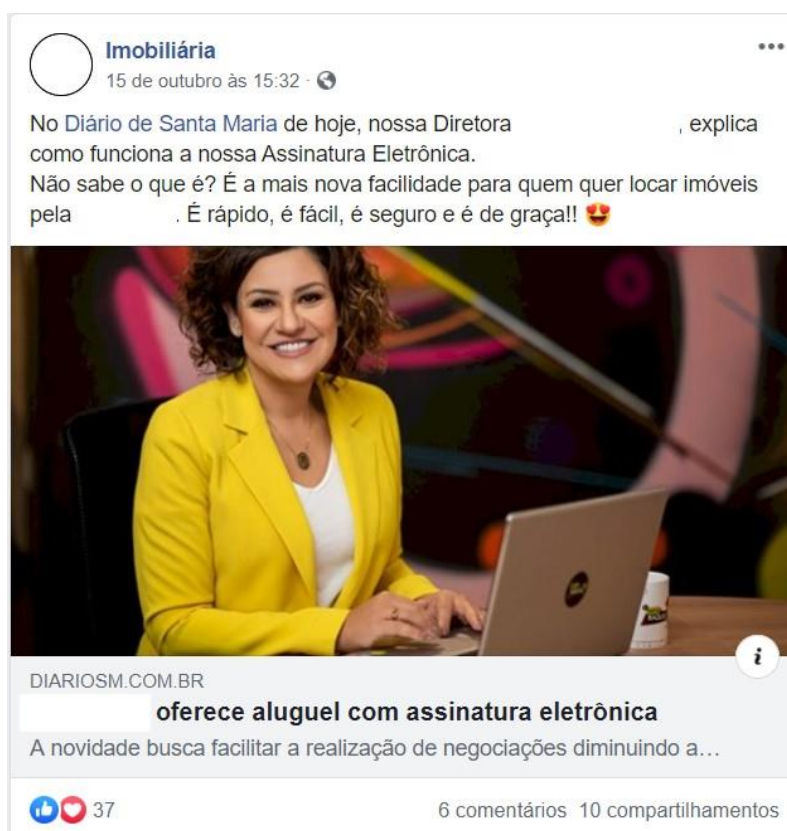 Imobiliária
15 de outubro às 15:32 ·
No Diário de Santa Maria de hoje, nossa Diretora , explica
como funciona a nossa Assinatura Eletrônica.
Não sabe o que é? É a mais nova facilidade para quem quer locar imóveis
pela . É rápido, é fácil, é seguro e é de graça!! 😍
i
DIARIOSM.COM.BR
oferece aluguel com assinatura eletrônica
A novidade busca facilitar a realização de negociações diminuindo a...
37 6 comentários 10 compartilhamentos